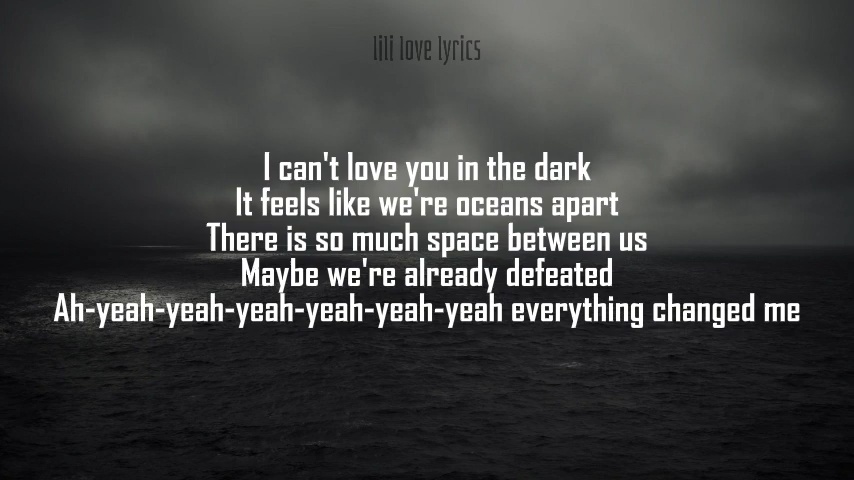 lili love lyrics
I can't love you in the dark
It feels like we're oceans apart
There is so much space between us
Maybe we're already defeated
Ah-yeah-yeah-yeah-yeah-yeah-yeah everything changed me